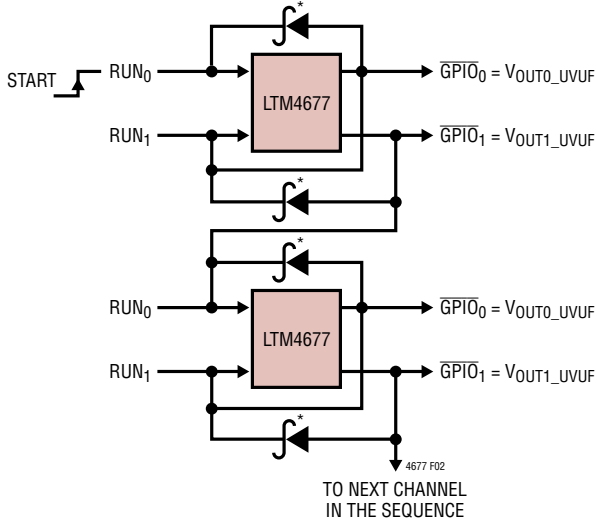 *
START
RUN0
GPIO0 = VOUT0_UVUF
LTM4677
RUN1
GPIO1 = VOUT1_UVUF
*
*
RUN0
GPIO0 = VOUT0_UVUF
LTM4677
RUN1
GPIO1 = VOUT1_UVUF
*
4677 F02
TO NEXT CHANNEL
IN THE SEQUENCE